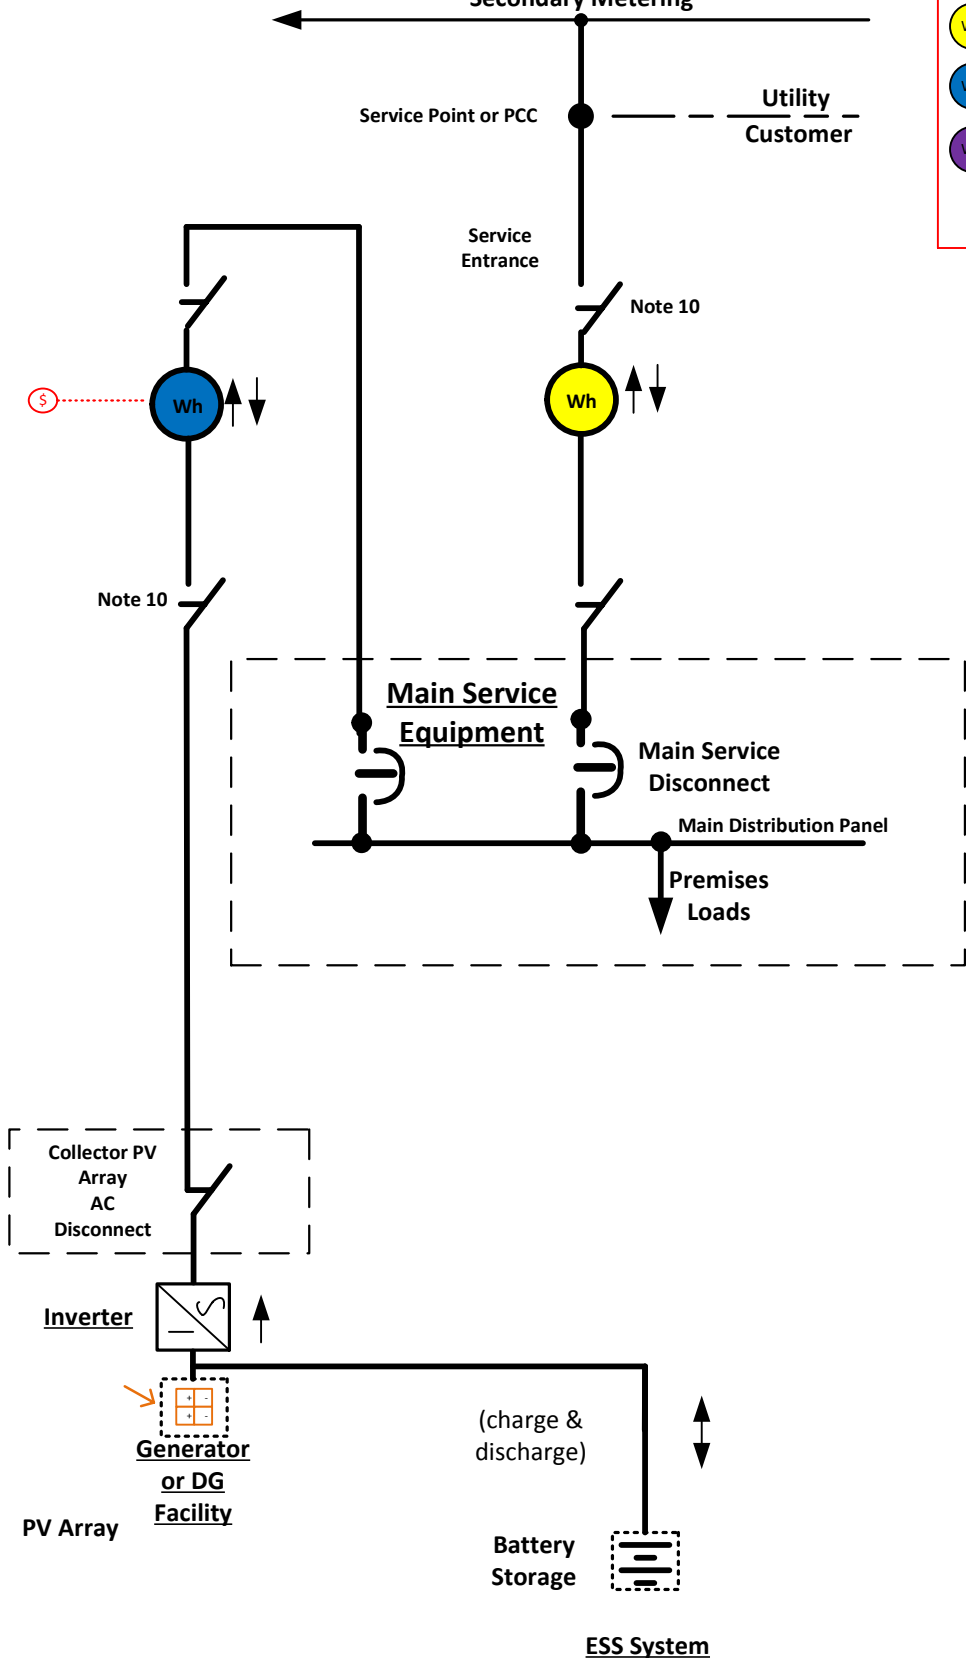 Secondary Metering
Service Point or PCC
Utility
Customer
Service
Entrance
Note 10
$
Wh
Wh
Note 10
Main Service
Equipment
Main Service
Disconnect
Main Distribution Panel
Premises
Loads
Collector PV
Array
AC
Disconnect
Inverter
+ -
+ -
Generator
or DG
Facility
PV Array
(charge &
discharge)
Battery
Storage
ESS System